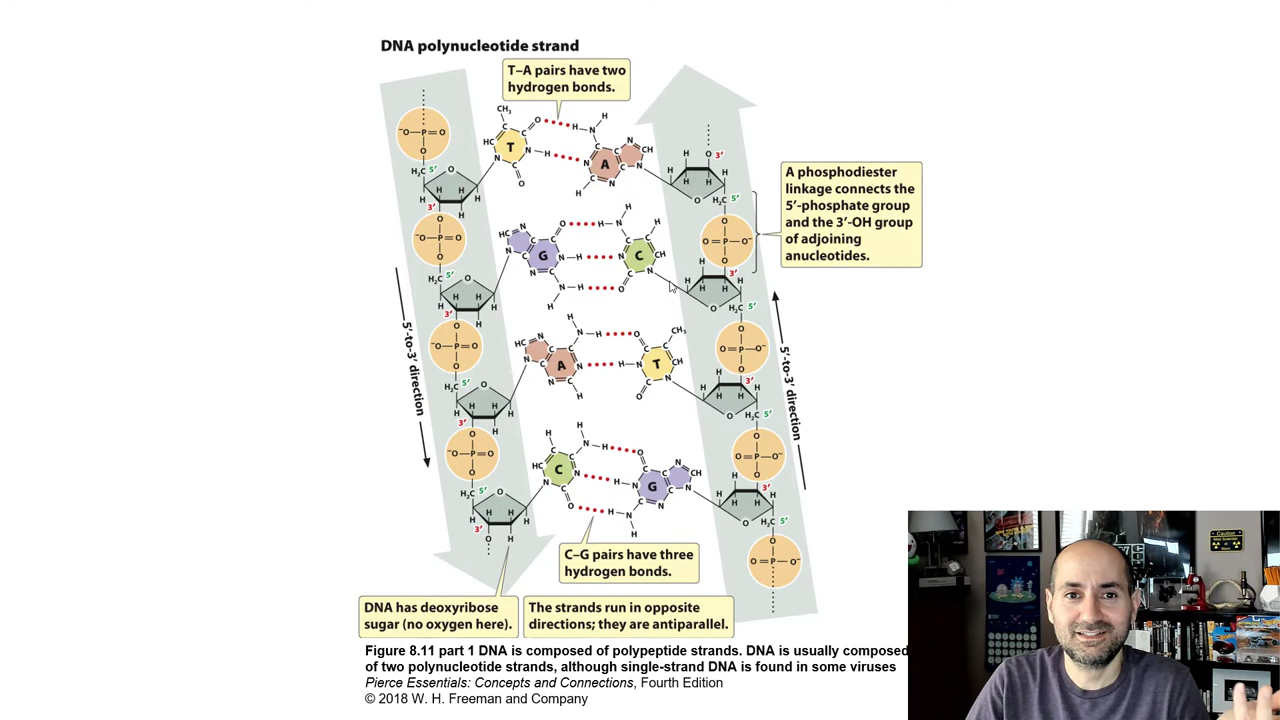 DNA polynucleotide strand
T–A pairs have two
hydrogen bonds.
A phosphodiester
linkage connects the
5′-phosphate group
and the 3′-OH group
of adjoining
anucleotides.
5′-to-3′ direction
5′-to-3′ direction
T
A
G
C
A
T
C
G
C–G pairs have three
hydrogen bonds.
DNA has deoxyribose
sugar (no oxygen here).
The strands run in opposite
directions; they are antiparallel.
Figure 8.11 part 1 DNA is composed of polypeptide strands. DNA is usually composed
of two polynucleotide strands, although single-strand DNA is found in some viruses
Pierce Essentials: Concepts and Connections, Fourth Edition
© 2018 W. H. Freeman and Company
Caution